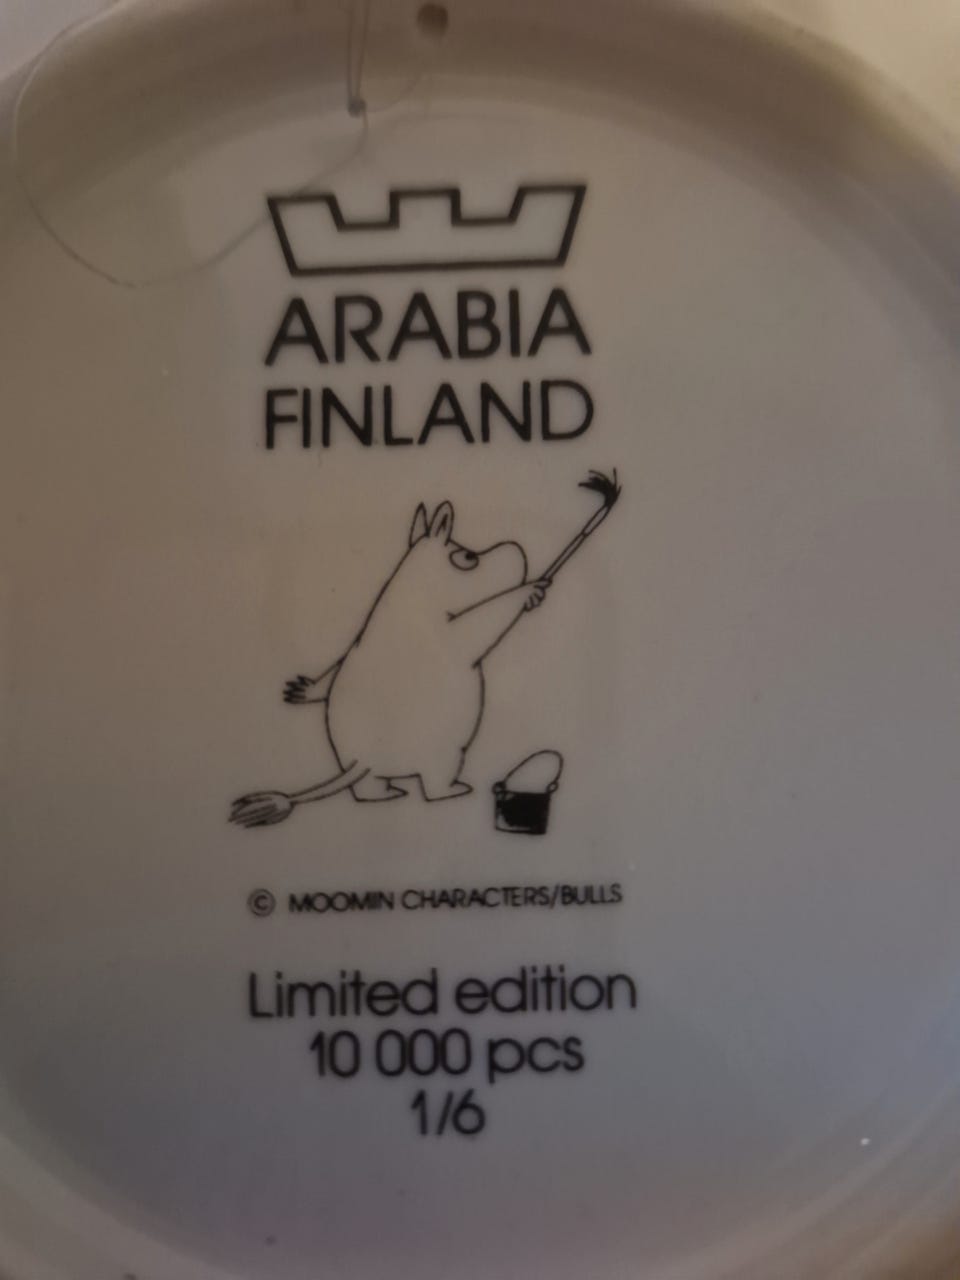 ARABIA
FINLAND
© MOOMIN CHARACTERS/BULLS
Limited edition
10 000 pcs
1/6